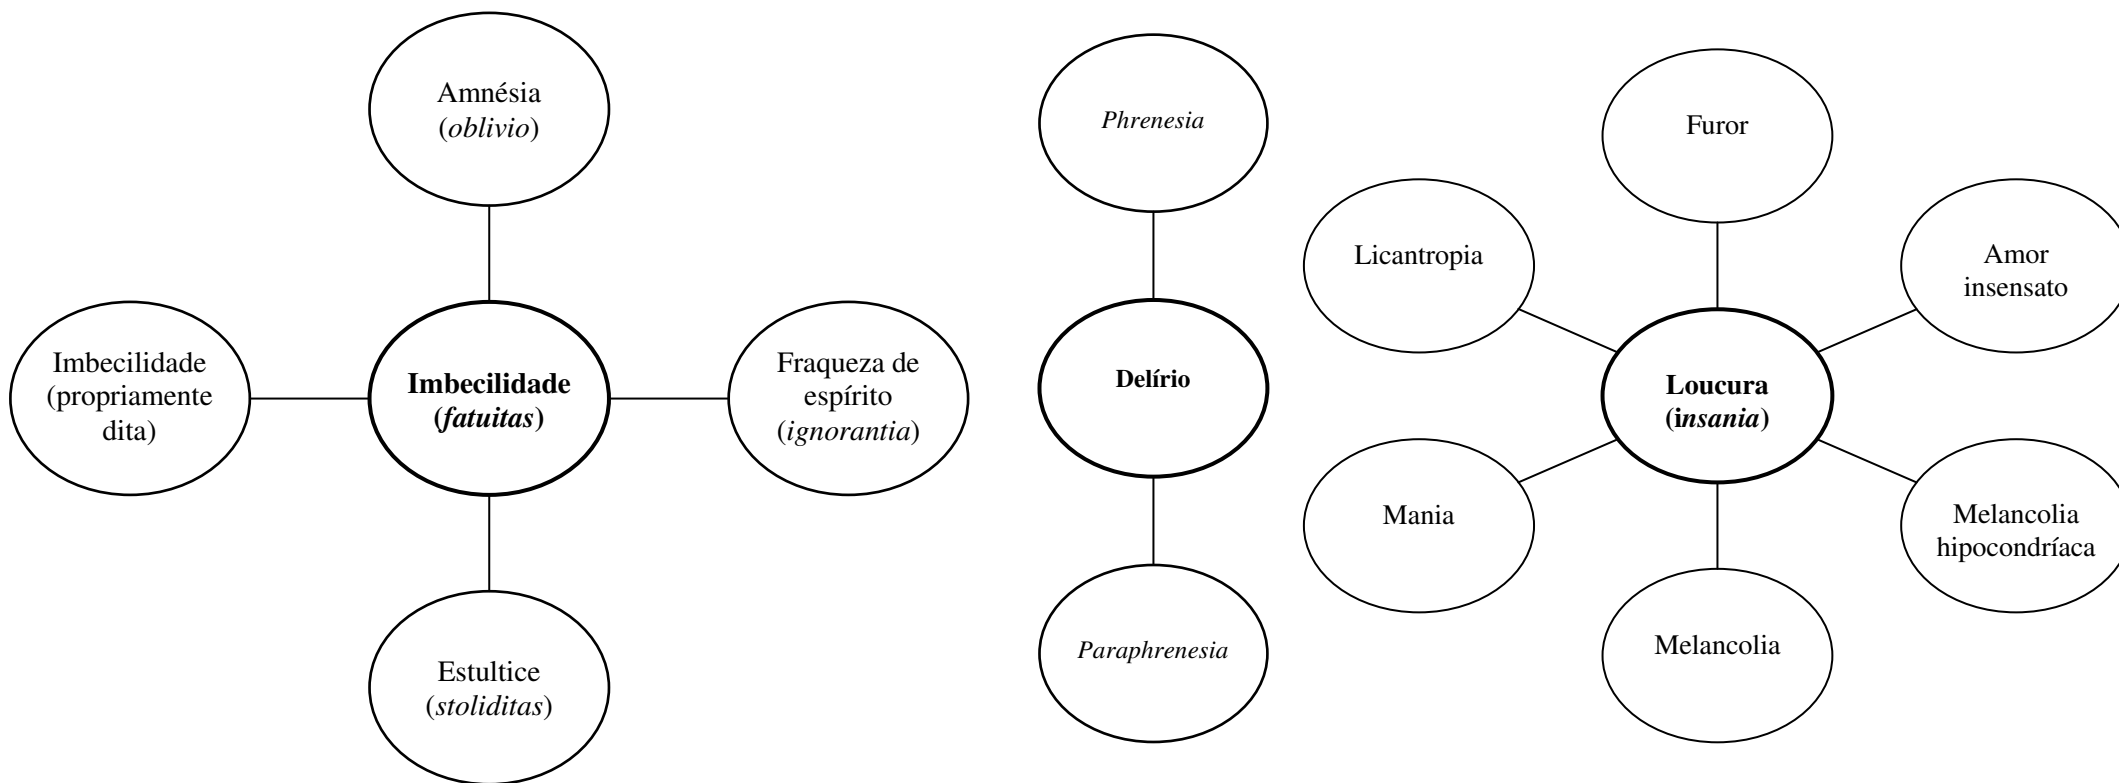 Amnésia
(oblivio)
Imbecilidade
(propriamente
dita)
Imbecilidade
(fatuitas)
Fraqueza de
espírito
(ignorantia)
Estultice
(stoliditas)
Phrenesia
Delírio
Paraphrenesia
Furor
Licantropia
Amor
insensato
Loucura
(insania)
Mania
Melancolia
hipocondríaca
Melancolia